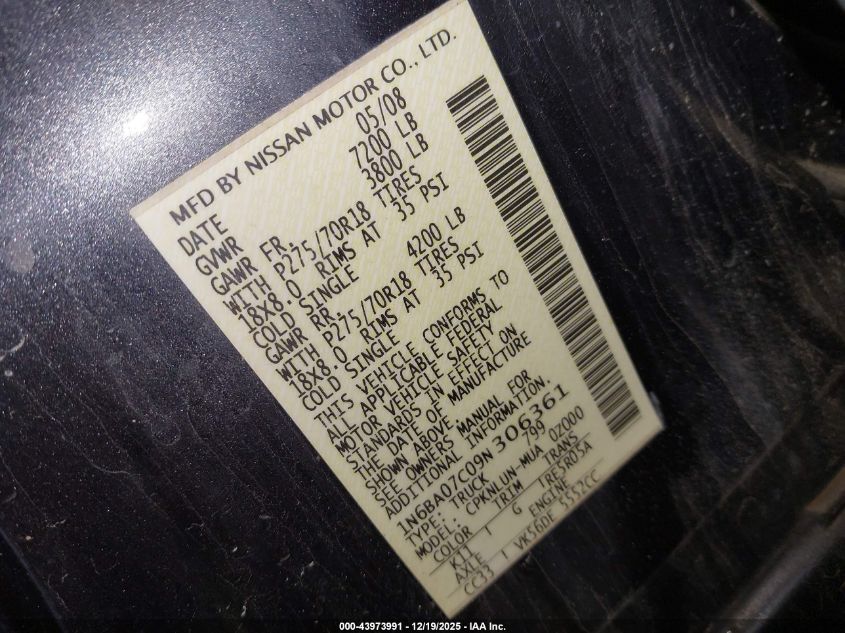 MFD BY NISSAN MOTOR CO., LTD.
DATE 05/08
GVWR 7200 LB
GAWR FR. 3800 LB
WITH P275/70R18 TIRES
18X8.0 RIMS AT 35 PSI
COLD SINGLE
GAWR RR. 4200 LB
WITH P275/70R18 TIRES
18X8.0 RIMS AT 35 PSI
COLD SINGLE
THIS VEHICLE CONFORMS TO
ALL APPLICABLE FEDERAL
MOTOR VEHICLE SAFETY
STANDARDS IN EFFECT ON
THE DATE OF MANUFACTURE
SHOWN ABOVE.
SEE OWNERS MANUAL FOR
ADDITIONAL INFORMATION.
1N6BA07C09N306361
TYPE: TRUCK 799
MODEL: CPKNLUN-MUA 0Z000
COLOR TRIM TRANS
KIT G 1RE5R05A
AXLE ENGINE
CC33 VK56DE 5552CC
000-43973991 - 12/19/2025 - IAA Inc.